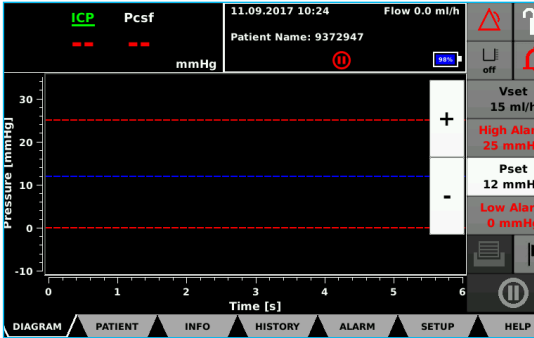 ICP Pcsf
-- --
mmHg
11.09.2017 10:24 Flow 0.0 ml/h
Patient Name: 9372947
98%
off
Vset
15 ml/h
High Alar
25 mmH
Pset
12 mmH
Low Alar
0 mmH
+
-
Pressure [mmHg]
30
20
10
0
-10
0 1 2 3 4 5 6
Time [s]
DIAGRAM PATIENT INFO HISTORY ALARM SETUP HELP